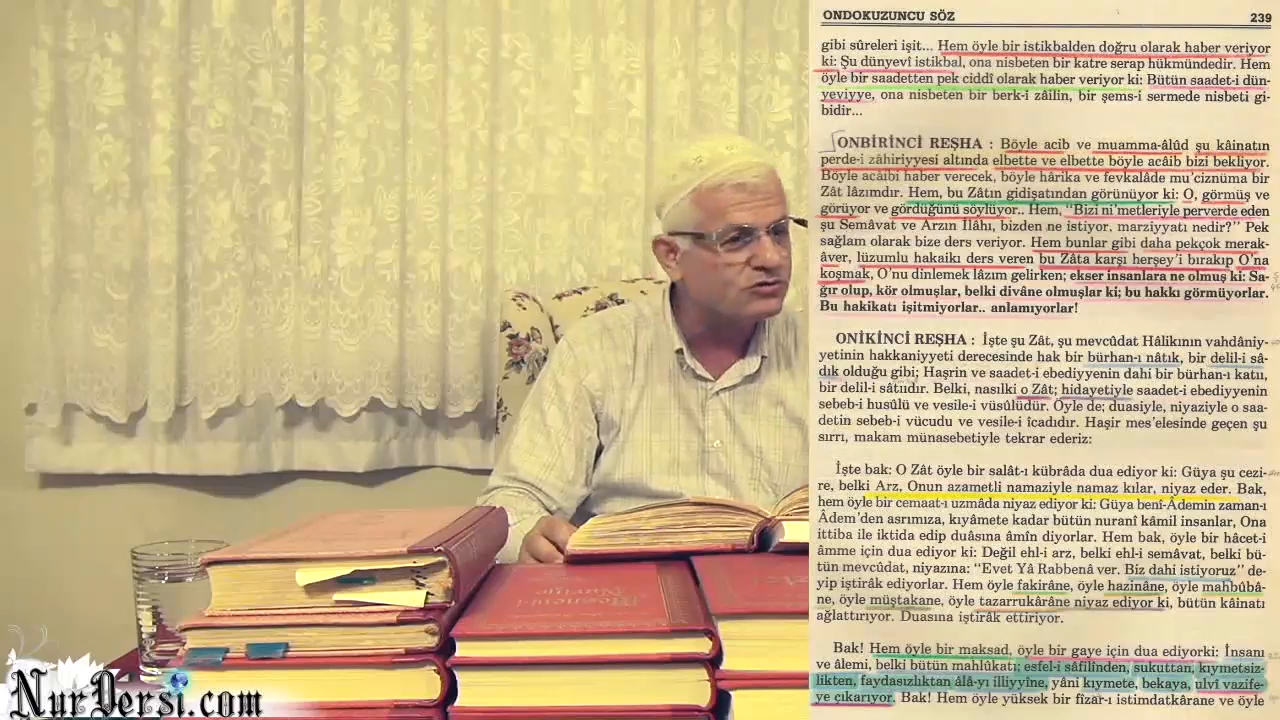 ONDOKUZUNCU SÖZ 239
gibi sûreleri işit... Hem öyle bir istikbalden doğru olarak haber veriyor
ki: Şu dünyevî istikbal, ona nisbeten bir katre serap hükmündedir. Hem
öyle bir saadetten pek ciddî olarak haber veriyor ki: Bütün saadet-i dün-
yeviyye, ona nisbeten bir berk-i zâilin, bir şems-i sermede nisbeti gi-
bidir...
ONBİRİNCİ REŞHA : Böyle acib ve muamma-âlûd şu kâinatın
perde-i zâhiriyyesi altında elbette ve elbette böyle acâib bizi bekliyor.
Böyle acâibi haber verecek, böyle hârika ve fevkalâde mu'ciznüma bir
Zât lâzımdır. Hem, bu Zâtın gidişatından görünüyor ki: O, görmüş ve
görüyor ve gördüğünü söylüyor.. Hem, "Bizi ni'metleriyle perverde eden
şu Semâvat ve Arzın İlâhı, bizden ne istiyor, marziyyatı nedir?" Pek
sağlam olarak bize ders veriyor. Hem bunlar gibi daha pekçok merak-
âver, lüzumlu hakaikı ders veren bu Zâta karşı herşey'i bırakıp O'na
koşmak, O'nu dinlemek lâzım gelirken; ekser insanlara ne olmuş ki: Sa-
ğır olup, kör olmuşlar, belki divâne olmuşlar ki; bu hakkı görmüyorlar.
Bu hakikatı işitmiyorlar.. anlamıyorlar!
ONİKİNCİ REŞHA : İşte şu Zât, şu mevcûdat Hâlikının vahdâniy-
yetinin hakkaniyyeti derecesinde hak bir bürhan-ı nâtık, bir delil-i sâ-
dık olduğu gibi; Haşrin ve saadet-i ebediyyenin dahi bir bürhan-ı katıı,
bir delil-i sâtııdır. Belki, nasılki o Zât; hidayetiyle saadet-i ebediyyenin
sebeb-i husûlü ve vesile-i vüsûlüdür. Öyle de; duasiyle, niyaziyle o saa-
detin sebeb-i vücudu ve vesile-i îcadıdır. Haşir mes'elesinde geçen şu
sırrı, makam münasebetiyle tekrar ederiz:
İşte bak: O Zât öyle bir salât-ı kübrâda dua ediyor ki: Güya şu cezi-
re, belki Arz, Onun azametli namaziyle namaz kılar, niyaz eder. Bak,
hem öyle bir cemaat-ı uzmâda niyaz ediyor ki: Güya benî-Âdemin zaman-ı
Âdem'den asrımıza, kıyâmete kadar bütün nuranî kâmil insanlar, Ona
ittiba ile iktida edip duâsına âmîn diyorlar. Hem bak, öyle bir hâcet-i
âmme için dua ediyor ki: Değil ehl-i arz, belki ehl-i semâvat, belki bü-
tün mevcûdat, niyazına: "Evet Yâ Rabbenâ ver. Biz dahi istiyoruz" de-
yip iştirâk ediyorlar. Hem öyle fakirâne, öyle hazinâne, öyle mahbûbâ-
ne, öyle müştakane, öyle tazarrukârâne niyaz ediyor ki, bütün kâinatı
ağlattırıyor. Duasına iştirâk ettiriyor.
Bak! Hem öyle bir maksad, öyle bir gaye için dua ediyorki: İnsanı
ve âlemi, belki bütün mahlûkatı; esfel-i sâfilînden, sukuttan, kıymetsiz-
likten, faydasızlıktan âlâ-yı illiyyîne, yâni kıymete, bekaya, ulvî vazife-
ye çıkarıyor. Bak! Hem öyle yüksek bir fîzar-ı istimdatkârane ve öyle
Mesnevî-i
Nuriye
NurDersi.com